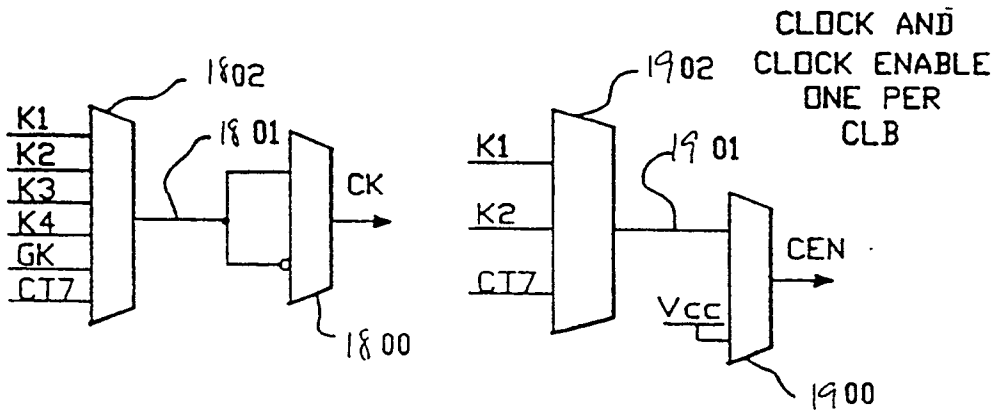 CLOCK AND
CLOCK ENABLE
ONE PER
CLB
1802
K1
K2
K3
K4
GK
CT7
1801
CK
1800
1902
K1
K2
CT7
1901
Vcc
CEN
1900